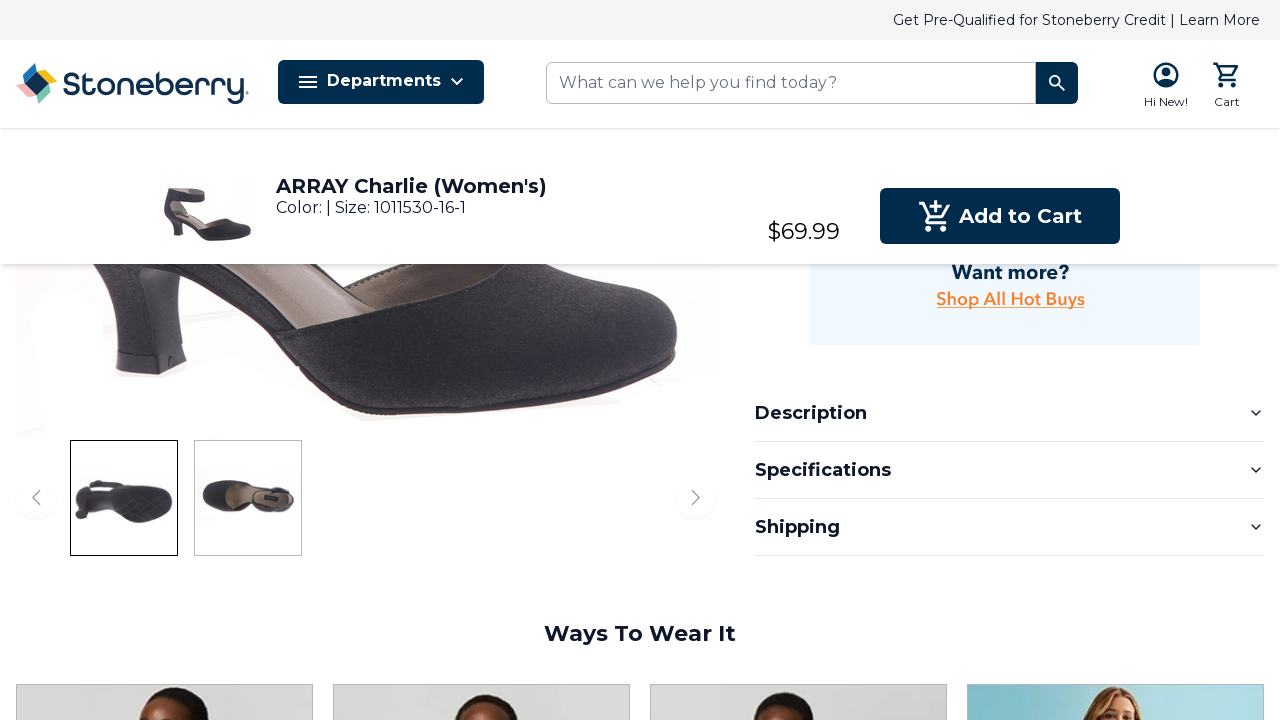 Get Pre-Qualified for Stoneberry Credit | Learn More
Stoneberry
Departments
What can we help you find today?
Hi New!
Cart
ARRAY Charlie (Women's)
Color: | Size: 1011530-16-1
$69.99
Add to Cart
Want more?
Shop All Hot Buys
Description
Specifications
Shipping
Ways To Wear It